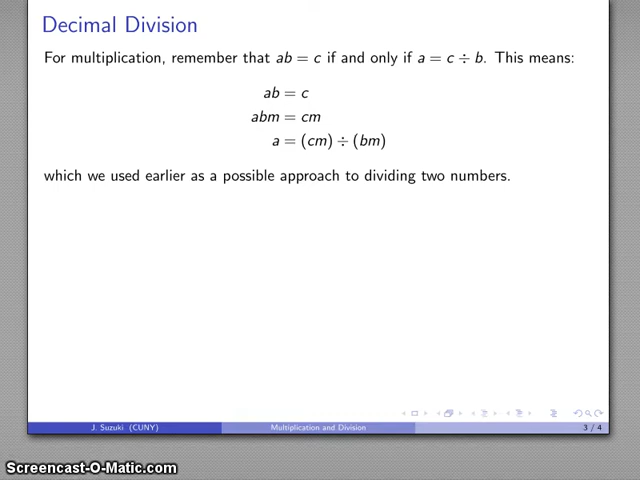 Decimal Division
For multiplication, remember that ab = c if and only if a = c ÷ b. This means:
ab = c
abm = cm
a = (cm) ÷ (bm)
which we used earlier as a possible approach to dividing two numbers.
J. Suzuki (CUNY) Multiplication and Division 3 / 4
Screencast-O-Matic.com